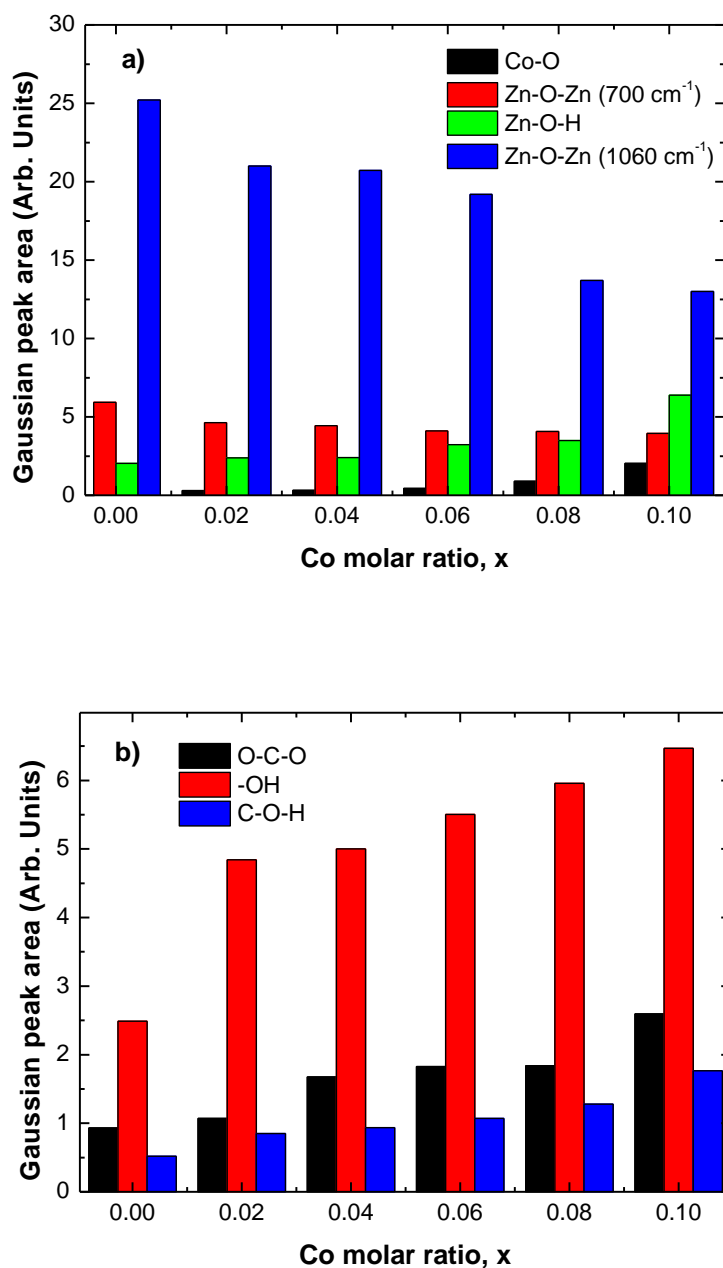 a)
Co-O
Zn-O-Zn (700 cm⁻¹)
Zn-O-H
Zn-O-Zn (1060 cm⁻¹)
Gaussian peak area (Arb. Units)
30
25
20
15
10
5
0
0.00 0.02 0.04 0.06 0.08 0.10
Co molar ratio, x
b)
O-C-O
-OH
C-O-H
Gaussian peak area (Arb. Units)
6
5
4
3
2
1
0
0.00 0.02 0.04 0.06 0.08 0.10
Co molar ratio, x